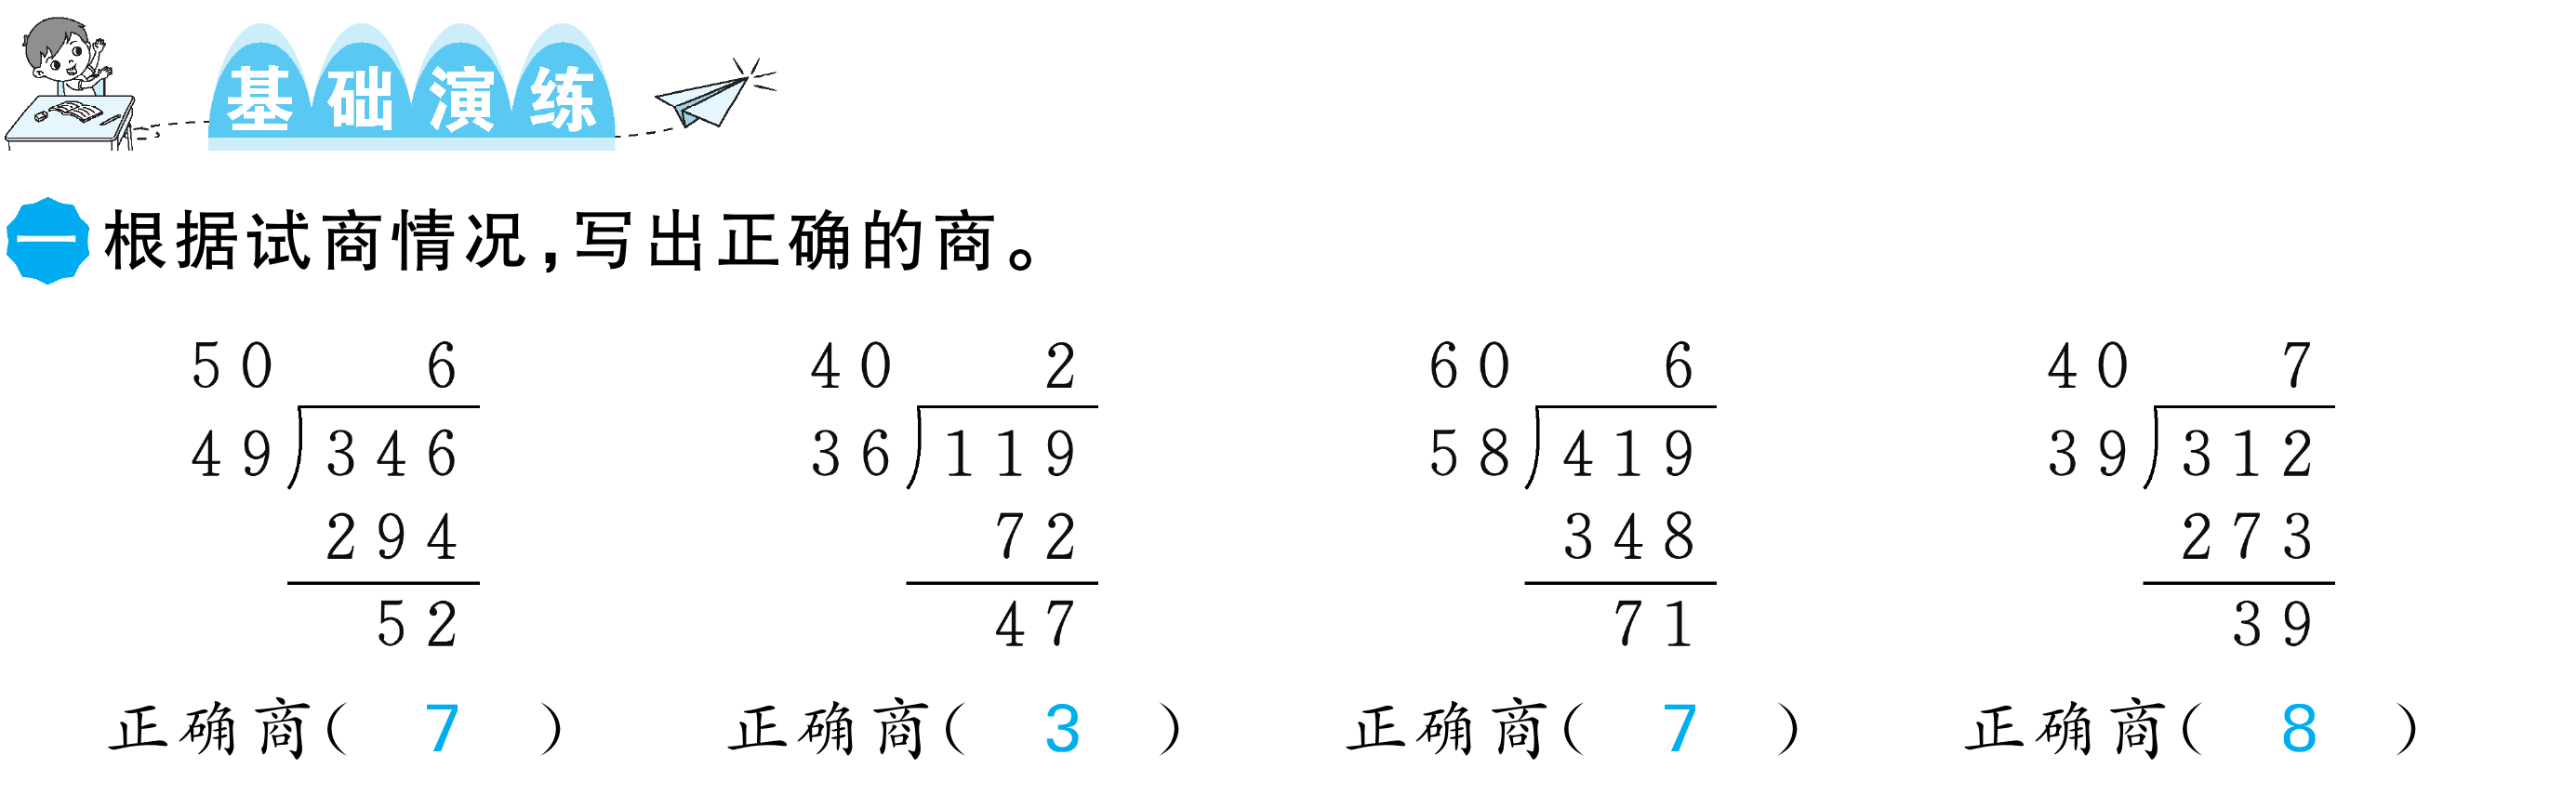 基础演练
一 根据试商情况,写出正确的商。
50 6 40 2 60 6 40 7
49 346 36 119 58 419 39 312
294 72 348 273
52 47 71 39
正确商( 7 ) 正确商( 3 ) 正确商( 7 ) 正确商( 8 )